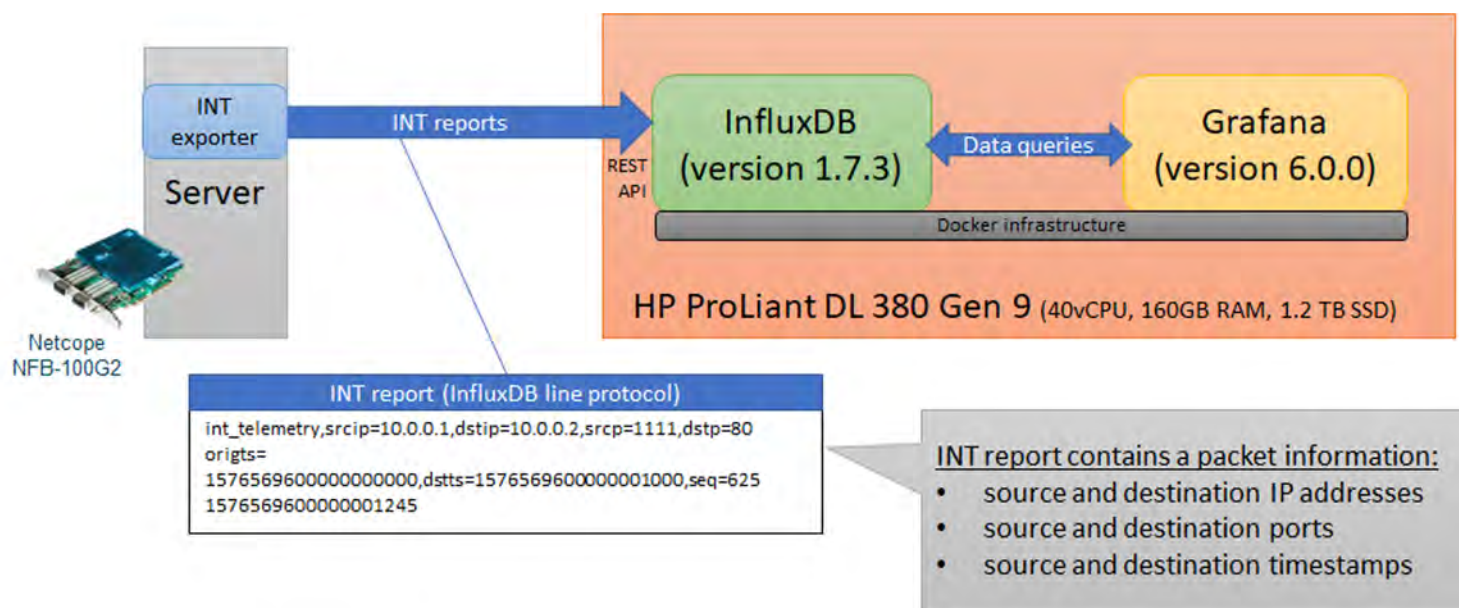 INT
exporter
Server
Netcope
NFB-100G2
INT reports
REST
API
InfluxDB
(version 1.7.3)
Data queries
Grafana
(version 6.0.0)
Docker infrastructure
HP ProLiant DL 380 Gen 9 (40vCPU, 160GB RAM, 1.2 TB SSD)
INT report (InfluxDB line protocol)
int_telemetry,srcip=10.0.0.1,dstip=10.0.0.2,srcp=1111,dstp=80
origts=
1576569600000000000,dstts=1576569600000001000,seq=625
1576569600000001245
INT report contains a packet information:
• source and destination IP addresses
• source and destination ports
• source and destination timestamps